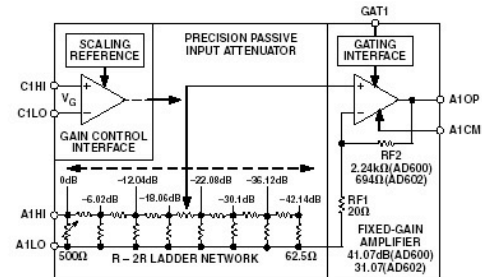 GAT1
SCALING
REFERENCE
PRECISION PASSIVE
INPUT ATTENUATOR
GATING
INTERFACE
C1HI
C1LO
VG
+
−
GAIN CONTROL
INTERFACE
+
−
A1OP
A1CM
RF2
2.24kΩ(AD600)
694Ω(AD602)
0dB
−12.04dB
−22.08dB
−36.12dB
−6.02dB
−18.06dB
−30.1dB
−42.14dB
RF1
20Ω
A1HI
A1LO
500Ω
R – 2R LADDER NETWORK
62.5Ω
FIXED-GAIN
AMPLIFIER
41.07dB(AD600)
31.07(AD602)